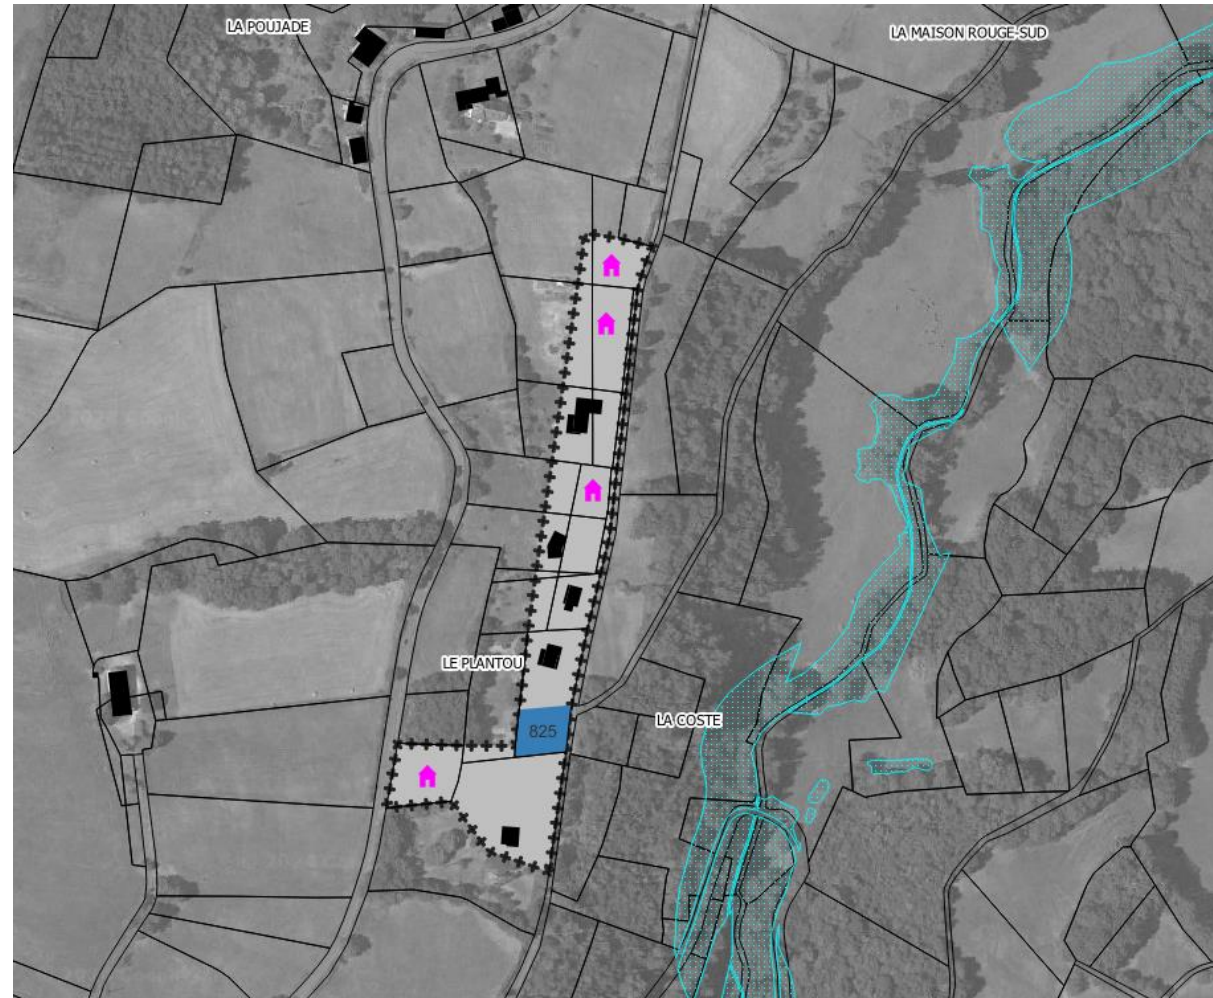 LA POUJADE
LA MAISON ROUGE-SUD
LE PLANTOU
LA COSTE
825